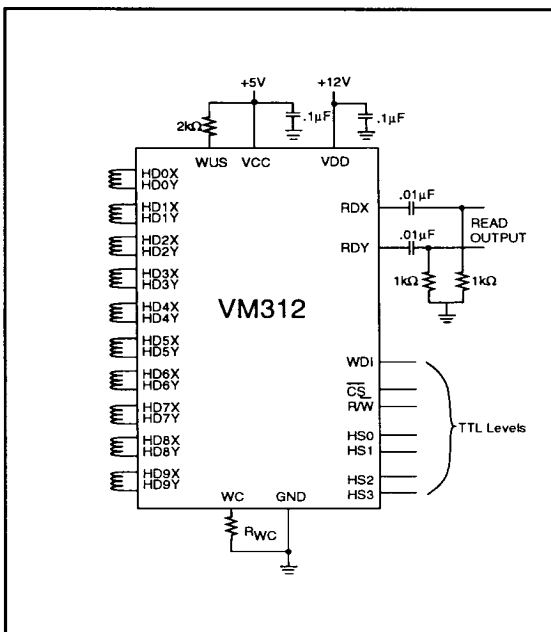 +5V
+12V
2kΩ
.1µF
.1µF
WUS
VCC
VDD
HD0X
HD0Y
HD1X
HD1Y
HD2X
HD2Y
HD3X
HD3Y
HD4X
HD4Y
HD5X
HD5Y
HD6X
HD6Y
HD7X
HD7Y
HD8X
HD8Y
HD9X
HD9Y
VM312
RDX
.01µF
RDY
.01µF
READ
OUTPUT
1kΩ
1kΩ
WDI
C̅S̅
R/W̅
HS0
HS1
HS2
HS3
TTL Levels
WC
GND
RWC